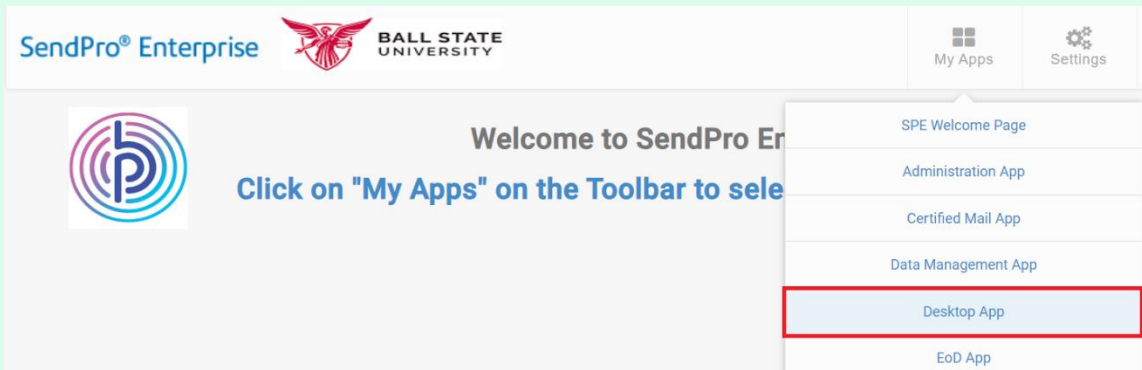 SendPro® Enterprise
BALL STATE
UNIVERSITY
My Apps
Settings
Welcome to SendPro En
Click on "My Apps" on the Toolbar to sele
SPE Welcome Page
Administration App
Certified Mail App
Data Management App
Desktop App
EoD App